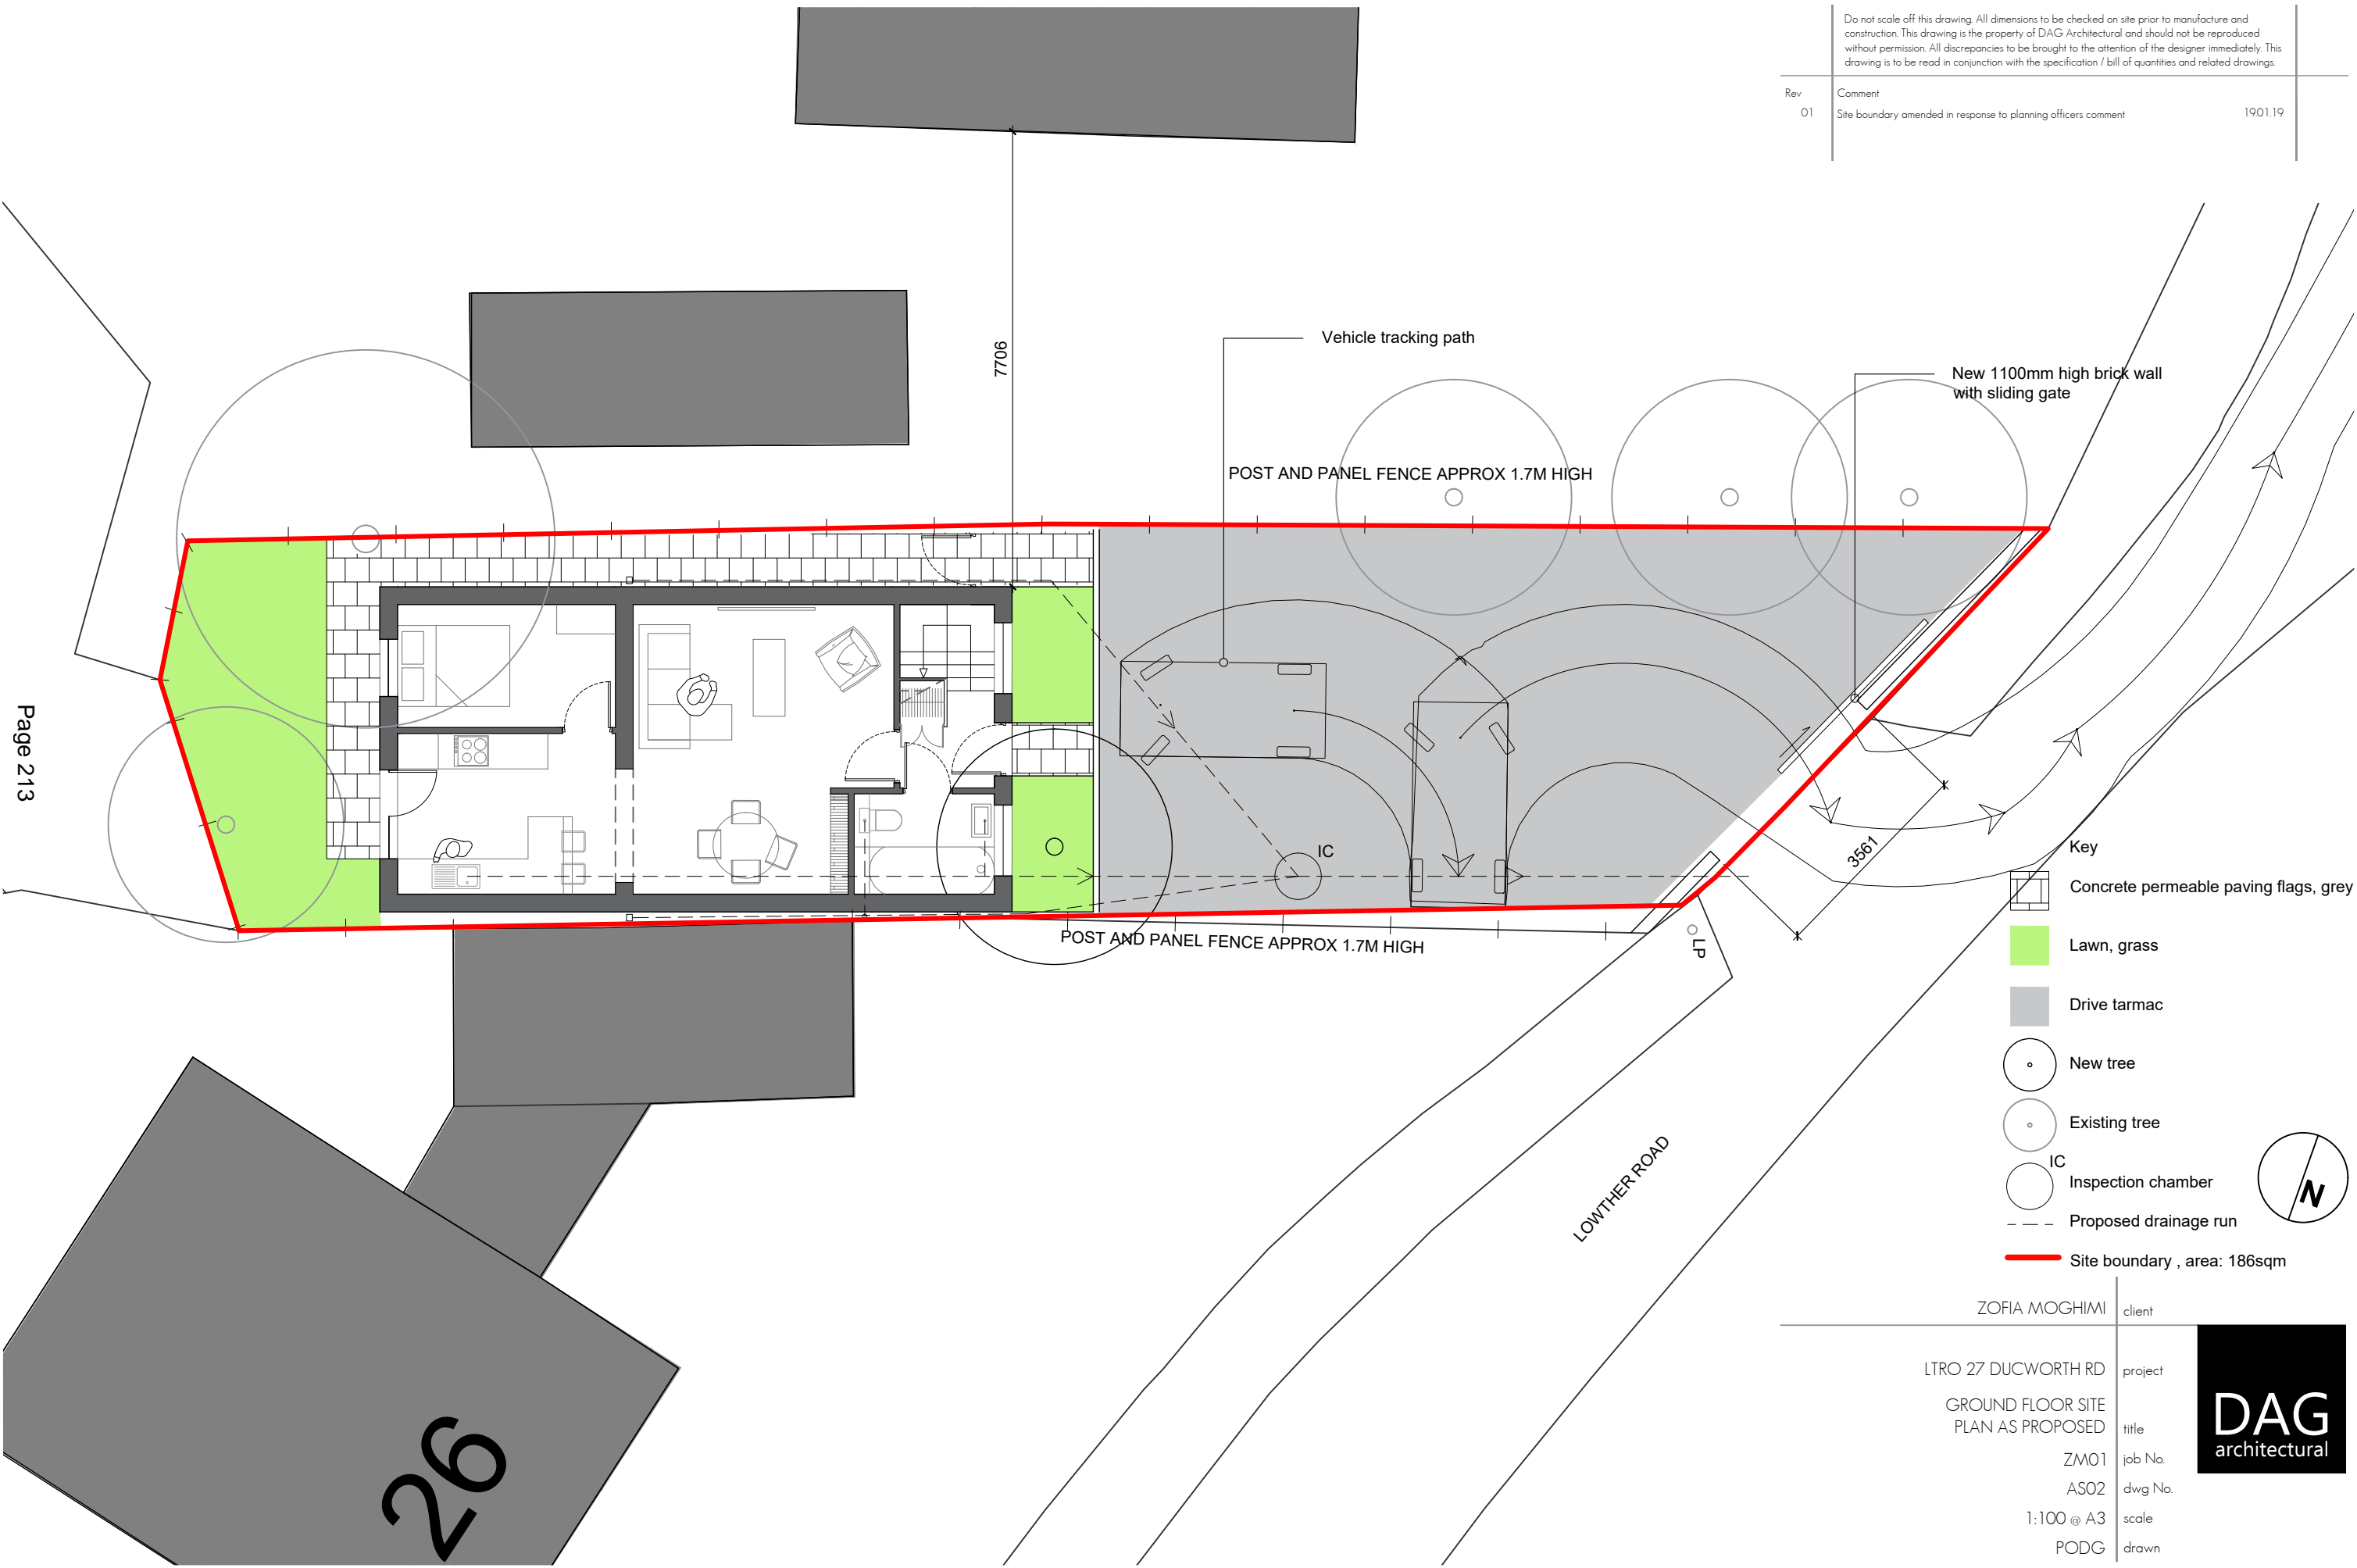 Do not scale off this drawing. All dimensions to be checked on site prior to manufacture and
construction. This drawing is the property of DAG Architectural and should not be reproduced
without permission. All discrepancies to be brought to the attention of the designer immediately. This
drawing is to be read in conjunction with the specification / bill of quantities and related drawings.
Rev Comment
01 Site boundary amended in response to planning officers comment 19.01.19
7706
Vehicle tracking path
New 1100mm high brick wall
with sliding gate
POST AND PANEL FENCE APPROX 1.7M HIGH
Page 213
IC
3561
POST AND PANEL FENCE APPROX 1.7M HIGH
LP
LOWTHER ROAD
26
Key
Concrete permeable paving flags, grey
Lawn, grass
Drive tarmac
New tree
Existing tree
IC
Inspection chamber
N
Proposed drainage run
Site boundary , area: 186sqm
ZOFIA MOGHIMI client
LTRO 27 DUCWORTH RD project
GROUND FLOOR SITE
PLAN AS PROPOSED title
ZM01 job No.
AS02 dwg No.
1:100 @ A3 scale
PODG drawn
DAG
architectural